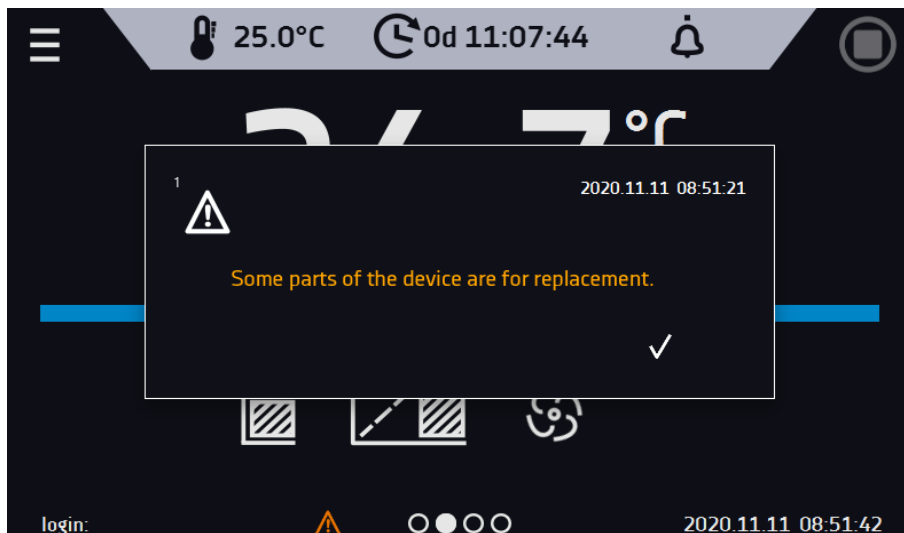 25.0°C 0d 11:07:44
°C
1
2020.11.11 08:51:21
Some parts of the device are for replacement.
login: 2020.11.11 08:51:42